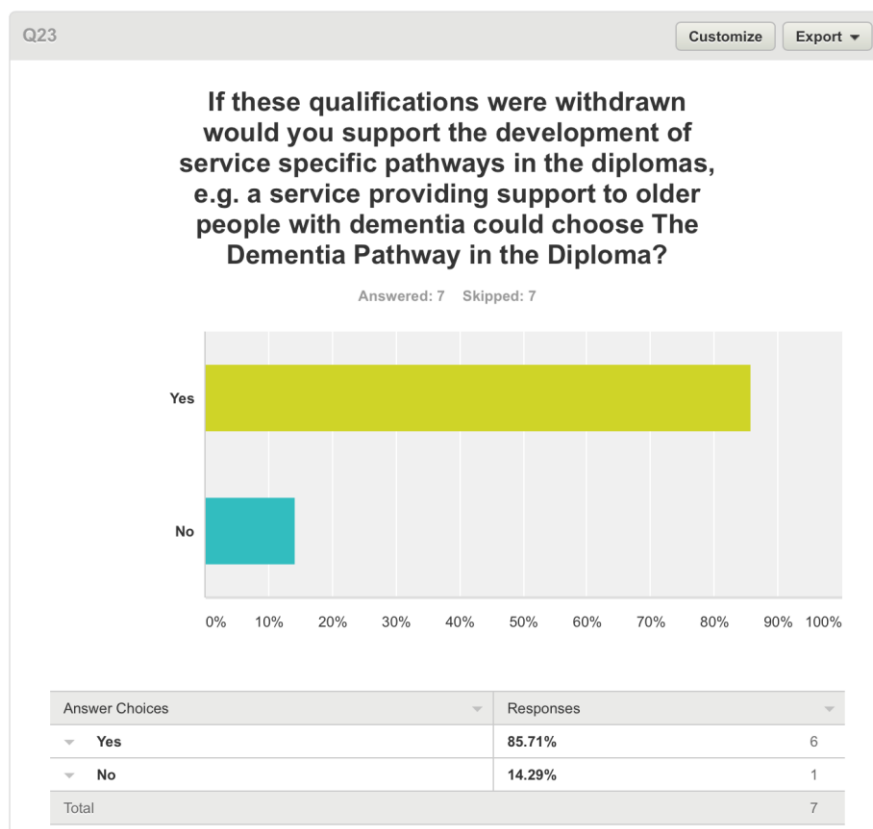 Q23
Customize
Export
If these qualifications were withdrawn
would you support the development of
service specific pathways in the diplomas,
e.g. a service providing support to older
people with dementia could choose The
Dementia Pathway in the Diploma?
Answered: 7 Skipped: 7
Yes
No
0% 10% 20% 30% 40% 50% 60% 70% 80% 90% 100%
Answer Choices Responses
Yes 85.71% 6
No 14.29% 1
Total 7